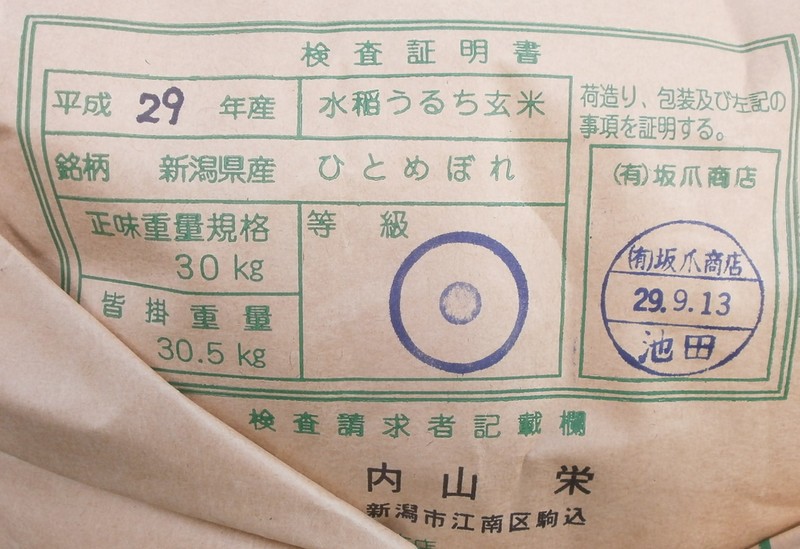 検査証明書
平成 29 年産 水稲うるち玄米
銘柄 新潟県産 ひとめぼれ
正味重量規格
30 kg
皆掛重量
30.5 kg
等級
荷造り、包装及び左記の
事項を証明する。
(有)坂爪商店
(有)坂爪商店
29.9.13
池田
検査請求者記載欄
内山 栄
新潟市江南区駒込